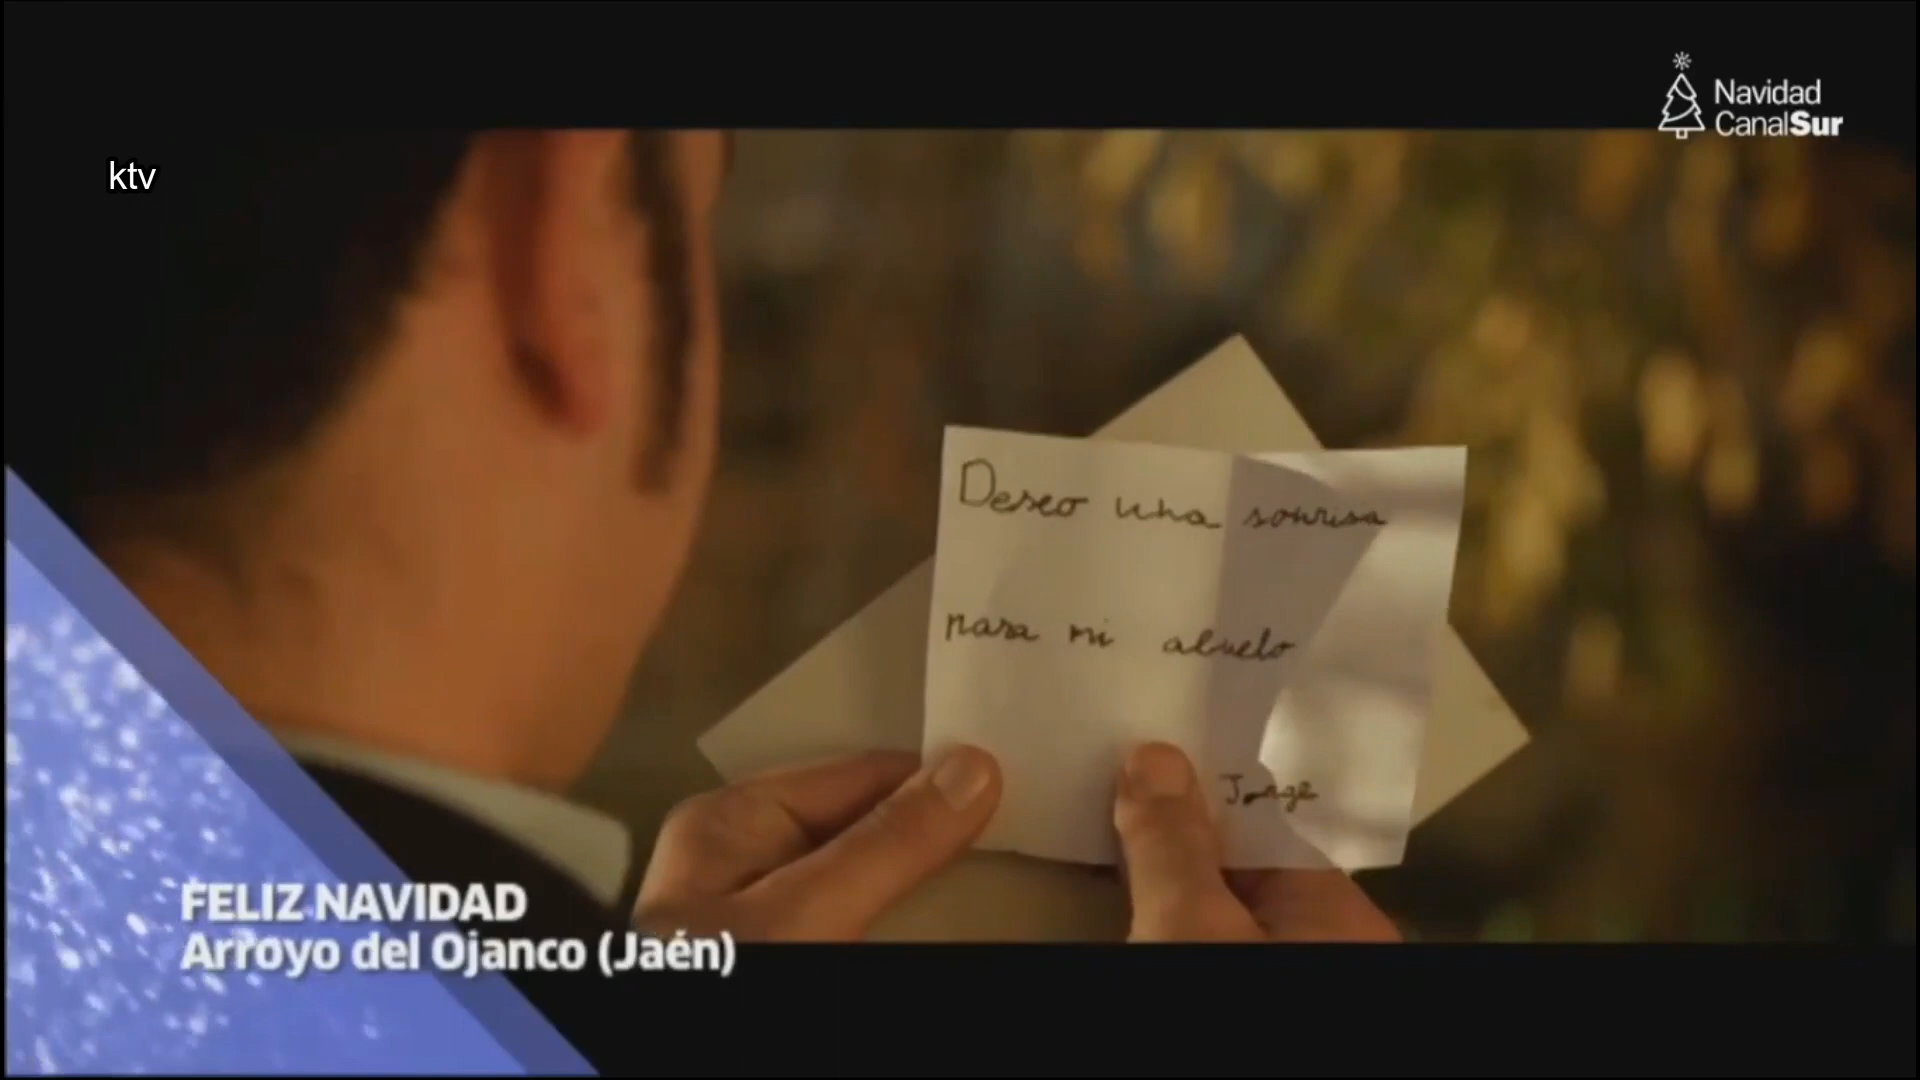 Navidad
CanalSur
ktv
Deseo una sonrisa
para mi abuelo
Jorge
FELIZ NAVIDAD
Arroyo del Ojanco (Jaén)